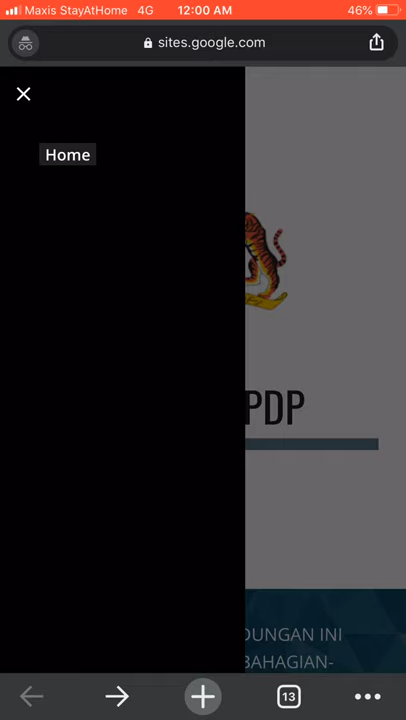 Maxis StayAtHome 4G 12:00 AM 46%
sites.google.com
Home
PDP
DUNGAN INI
BAHAGIAN-
13